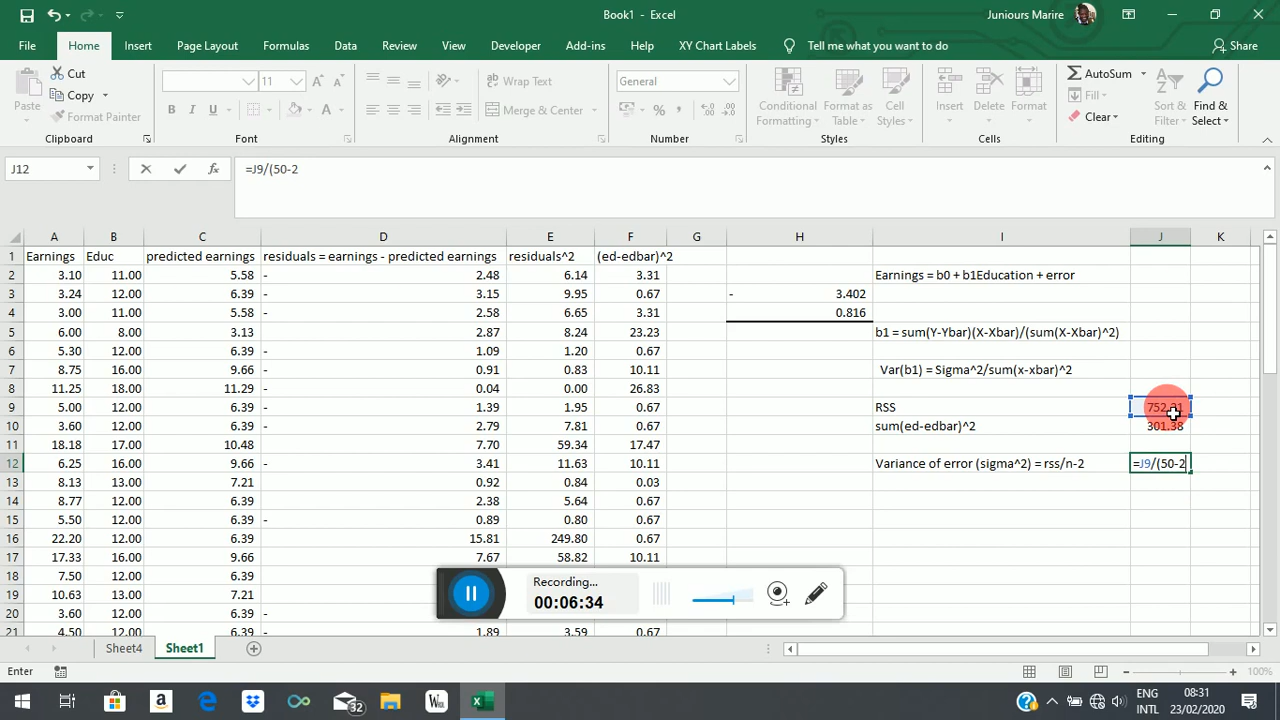 Book1 - Excel
Juniours Marire
File Home Insert Page Layout Formulas Data Review View Developer Add-ins Help XY Chart Labels Tell me what you want to do Share
Paste
Cut
Copy
Format Painter
Clipboard
11 A A
B I U A
Font
Wrap Text
Merge & Center
Alignment
General
% ,
Number
Conditional Formatting
Format as Table
Cell Styles
Styles
Insert Delete Format
Cells
AutoSum
Fill
Clear
Sort & Filter
Find & Select
Editing
J12 fx =J9/(50-2
A B C D E F G H I J K
1 Earnings Educ predicted earnings residuals = earnings - predicted earnings residuals^2 (ed-edbar)^2
2 3.10 11.00 5.58 - 2.48 6.14 3.31 Earnings = b0 + b1Education + error
3 3.24 12.00 6.39 - 3.15 9.95 0.67 - 3.402
4 3.00 12.00 5.58 - 2.58 6.65 3.31 0.816
5 6.00 8.00 3.13 2.87 8.24 23.23 b1 = sum(Y-Ybar)(X-Xbar)/(sum(X-Xbar)^2)
6 5.30 12.00 6.39 - 1.09 1.20 0.67
7 8.75 16.00 9.66 - 0.91 0.83 10.11 Var(b1) = Sigma^2/sum(x-xbar)^2
8 11.25 18.00 11.29 - 0.04 0.00 26.83
9 5.00 12.00 6.39 - 1.39 1.95 0.67 RSS
10 3.60 12.00 6.39 - 2.79 7.81 0.67 sum(ed-edbar)^2 301.38
11 18.18 17.00 10.48 7.70 59.34 17.47
12 6.25 16.00 9.66 - 3.41 11.63 10.11 Variance of error (sigma^2) = rss/n-2 =J9/(50-2
13 8.13 13.00 7.21 0.92 0.84 0.03
14 8.77 12.00 6.39 2.38 5.64 0.67
15 5.50 12.00 6.39 - 0.89 0.80 0.67
16 22.20 12.00 6.39 15.81 249.80 0.67
17 17.33 16.00 9.66 7.67 58.82 10.11
18 7.50 12.00 6.39
19 10.63 13.00 7.21
20 3.60 12.00 6.39 -
21 4.50 12.00 6.39 - 1.89 3.59 0.67
Recording...
00:06:34
Sheet4 Sheet1
Enter
100%
32
ENG
INTL
08:31
23/02/2020